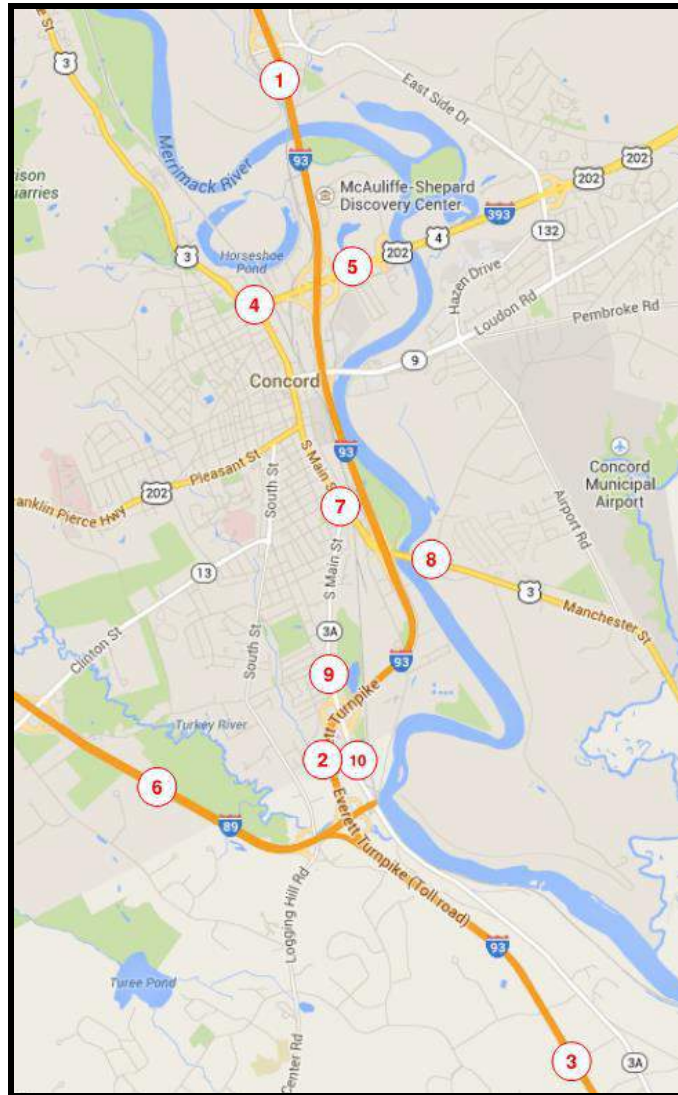 e St
3
1
East Side Dr
Merrimack River
93
202
202
ison
uarries
McAuliffe-Shepard
Discovery Center
393
4
202
132
3
Horseshoe
Pond
5
Hazen Drive
4
Loudon Rd
Pembroke Rd
9
Concord
93
S Main S
Pleasant St
202
anklin Pierce Hwy
South St
Concord
Municipal
Airport
Airport Rd
7
S Main St
8
13
3
Manchester St
3A
Clinton St
South St
93
9
ett Turnpike
Turkey River
2
10
6
89
Everett Turnpike (Toll road)
Logging Hill Rd
93
Turee Pond
Center Rd
3
3A